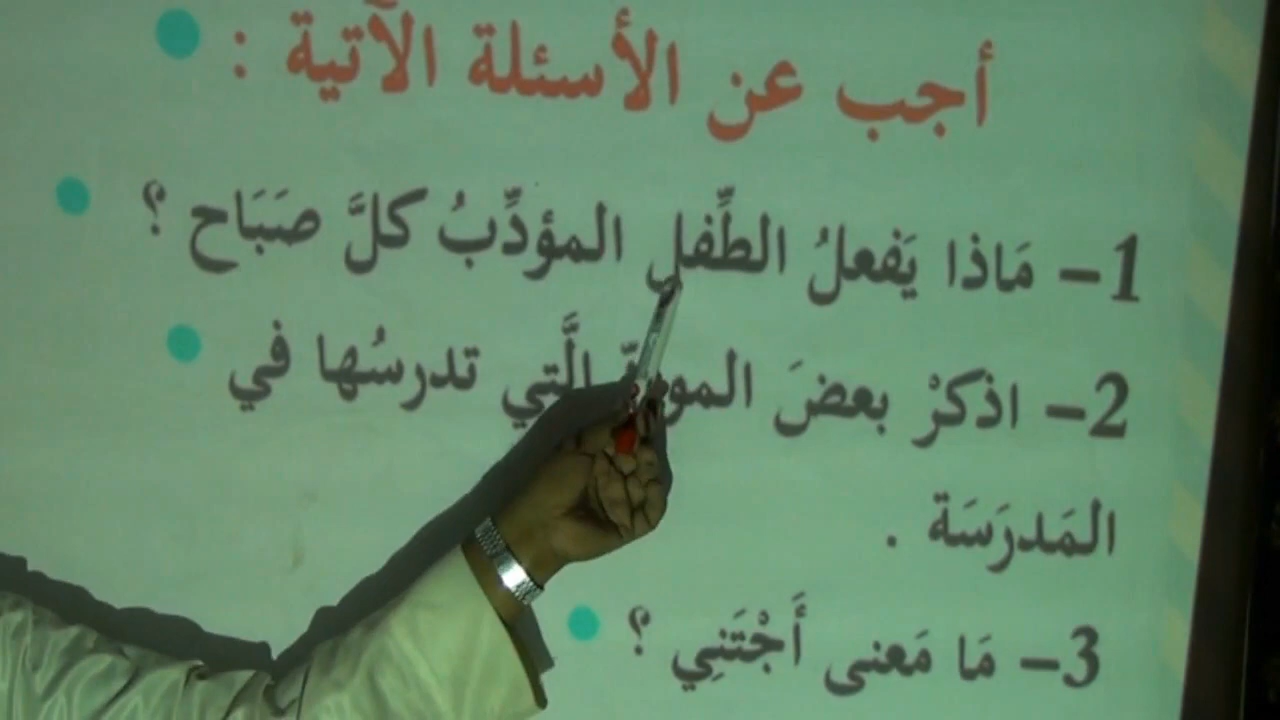 أجب عن الأسئلة الآتية :
1- مَاذا يَفعلُ الطِّفل المؤدِّبُ كلَّ صَبَاح ؟
2- اذكرْ بعضَ الَّتي تدرسُها في
المَدرَسَة .
3- مَا مَعنى أَجْتَنِي ؟